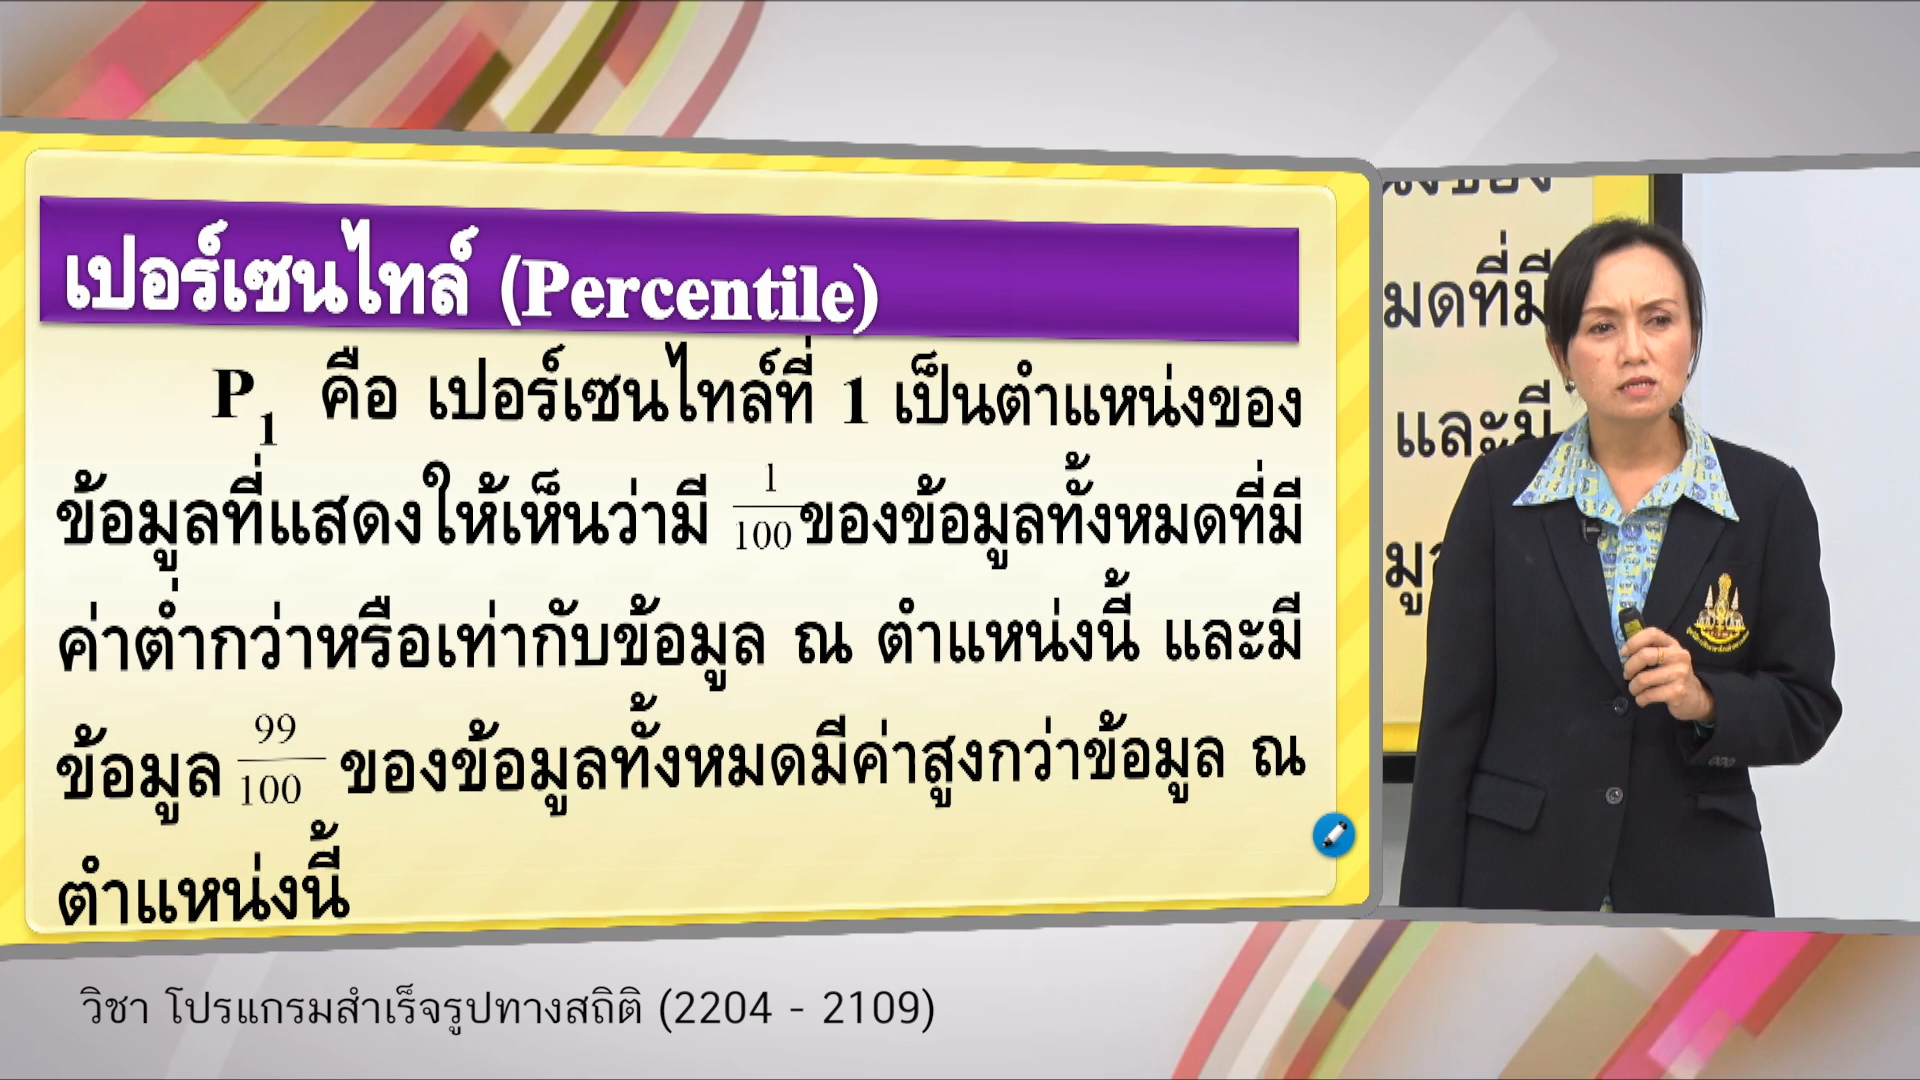 เปอร์เซนไทล์ (Percentile)
P1 คือ เปอร์เซนไทล์ที่ 1 เป็นตำแหน่งของ
ข้อมูลที่แสดงให้เห็นว่ามี 1/100 ของข้อมูลทั้งหมดที่มี
ค่าต่ำกว่าหรือเท่ากับข้อมูล ณ ตำแหน่งนี้ และมี
ข้อมูล 99/100 ของข้อมูลทั้งหมดมีค่าสูงกว่าข้อมูล ณ
ตำแหน่งนี้
มดที่มี
และมี
วิชา โปรแกรมสำเร็จรูปทางสถิติ (2204 - 2109)